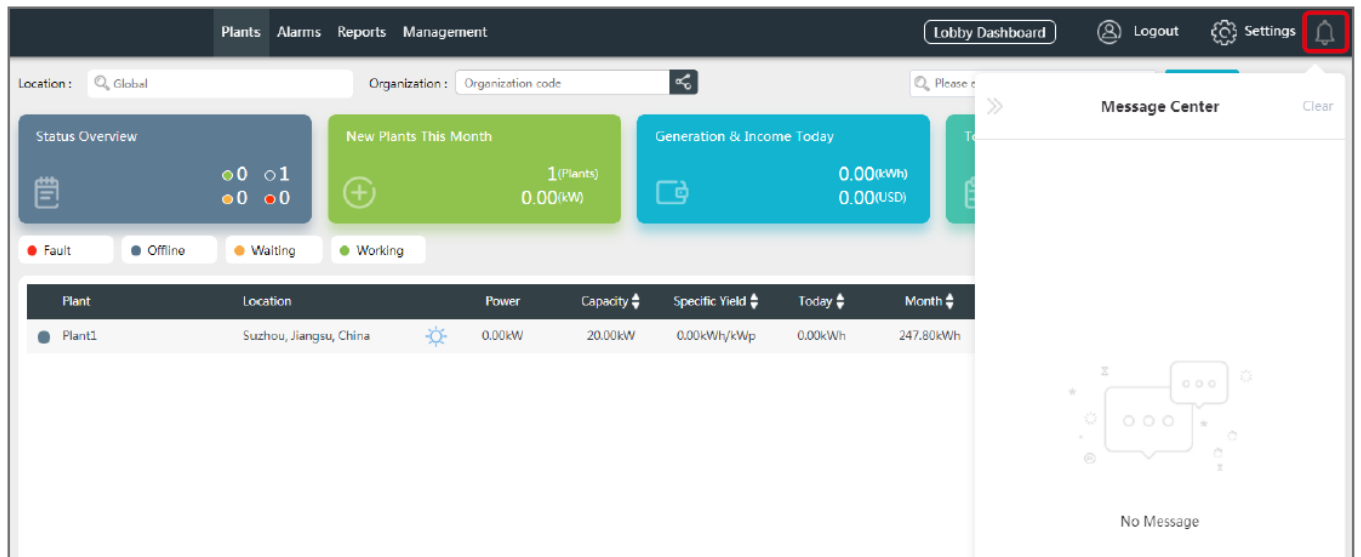 Plants Alarms Reports Management Lobby Dashboard Logout Settings
Location : Global Organization : Organization code Please
Message Center Clear
Status Overview
0 1
0 0
New Plants This Month
1(Plants)
0.00(kW)
Generation & Income Today
0.00(kWh)
0.00(USD)
Fault Offline Waiting Working
Plant Location Power Capacity Specific Yield Today Month
Plant1 Suzhou, Jiangsu, China 0.00kW 20.00kW 0.00kWh/kWp 0.00kWh 247.80kWh
No Message